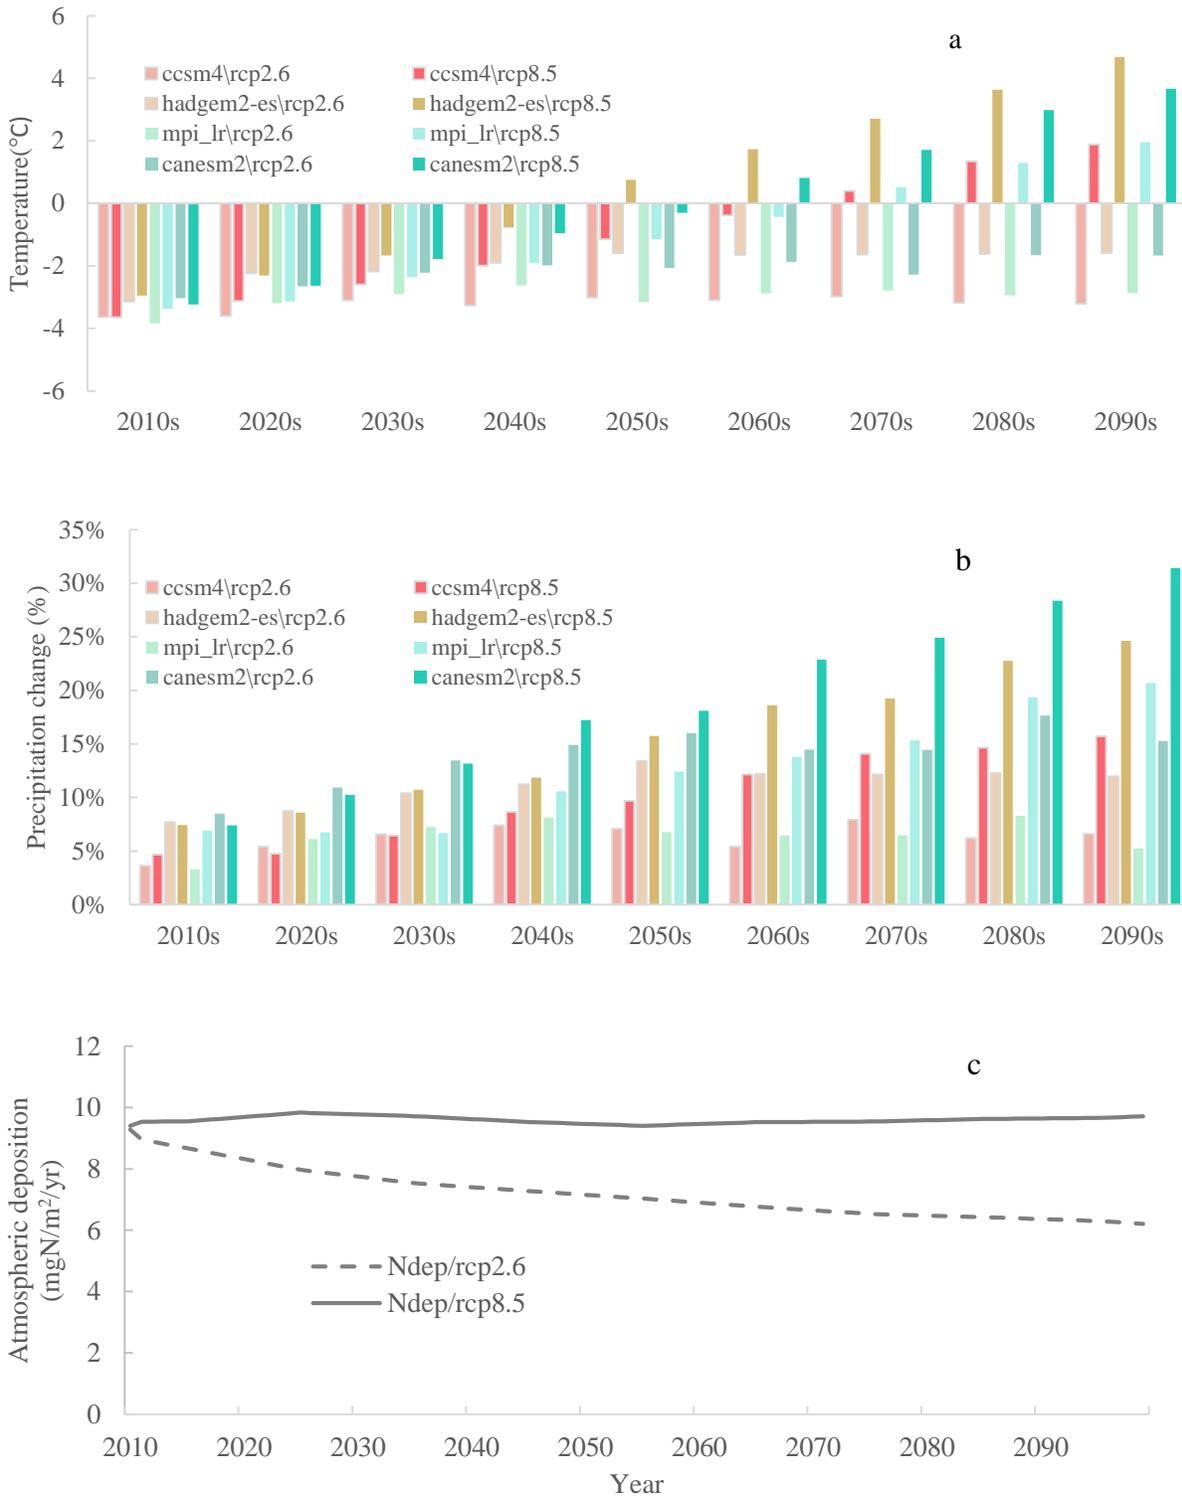 a
6
4
2
0
-2
-4
-6
Temperature(°C)
ccsm4\rcp2.6 ccsm4\rcp8.5
hadgem2-es\rcp2.6 hadgem2-es\rcp8.5
mpi_lr\rcp2.6 mpi_lr\rcp8.5
canesm2\rcp2.6 canesm2\rcp8.5
2010s 2020s 2030s 2040s 2050s 2060s 2070s 2080s 2090s
b
35%
30%
25%
20%
15%
10%
5%
0%
Precipitation change (%)
ccsm4\rcp2.6 ccsm4\rcp8.5
hadgem2-es\rcp2.6 hadgem2-es\rcp8.5
mpi_lr\rcp2.6 mpi_lr\rcp8.5
canesm2\rcp2.6 canesm2\rcp8.5
2010s 2020s 2030s 2040s 2050s 2060s 2070s 2080s 2090s
c
12
10
8
6
4
2
0
Atmospheric deposition
(mgN/m²/yr)
Ndep/rcp2.6
Ndep/rcp8.5
2010 2020 2030 2040 2050 2060 2070 2080 2090
Year